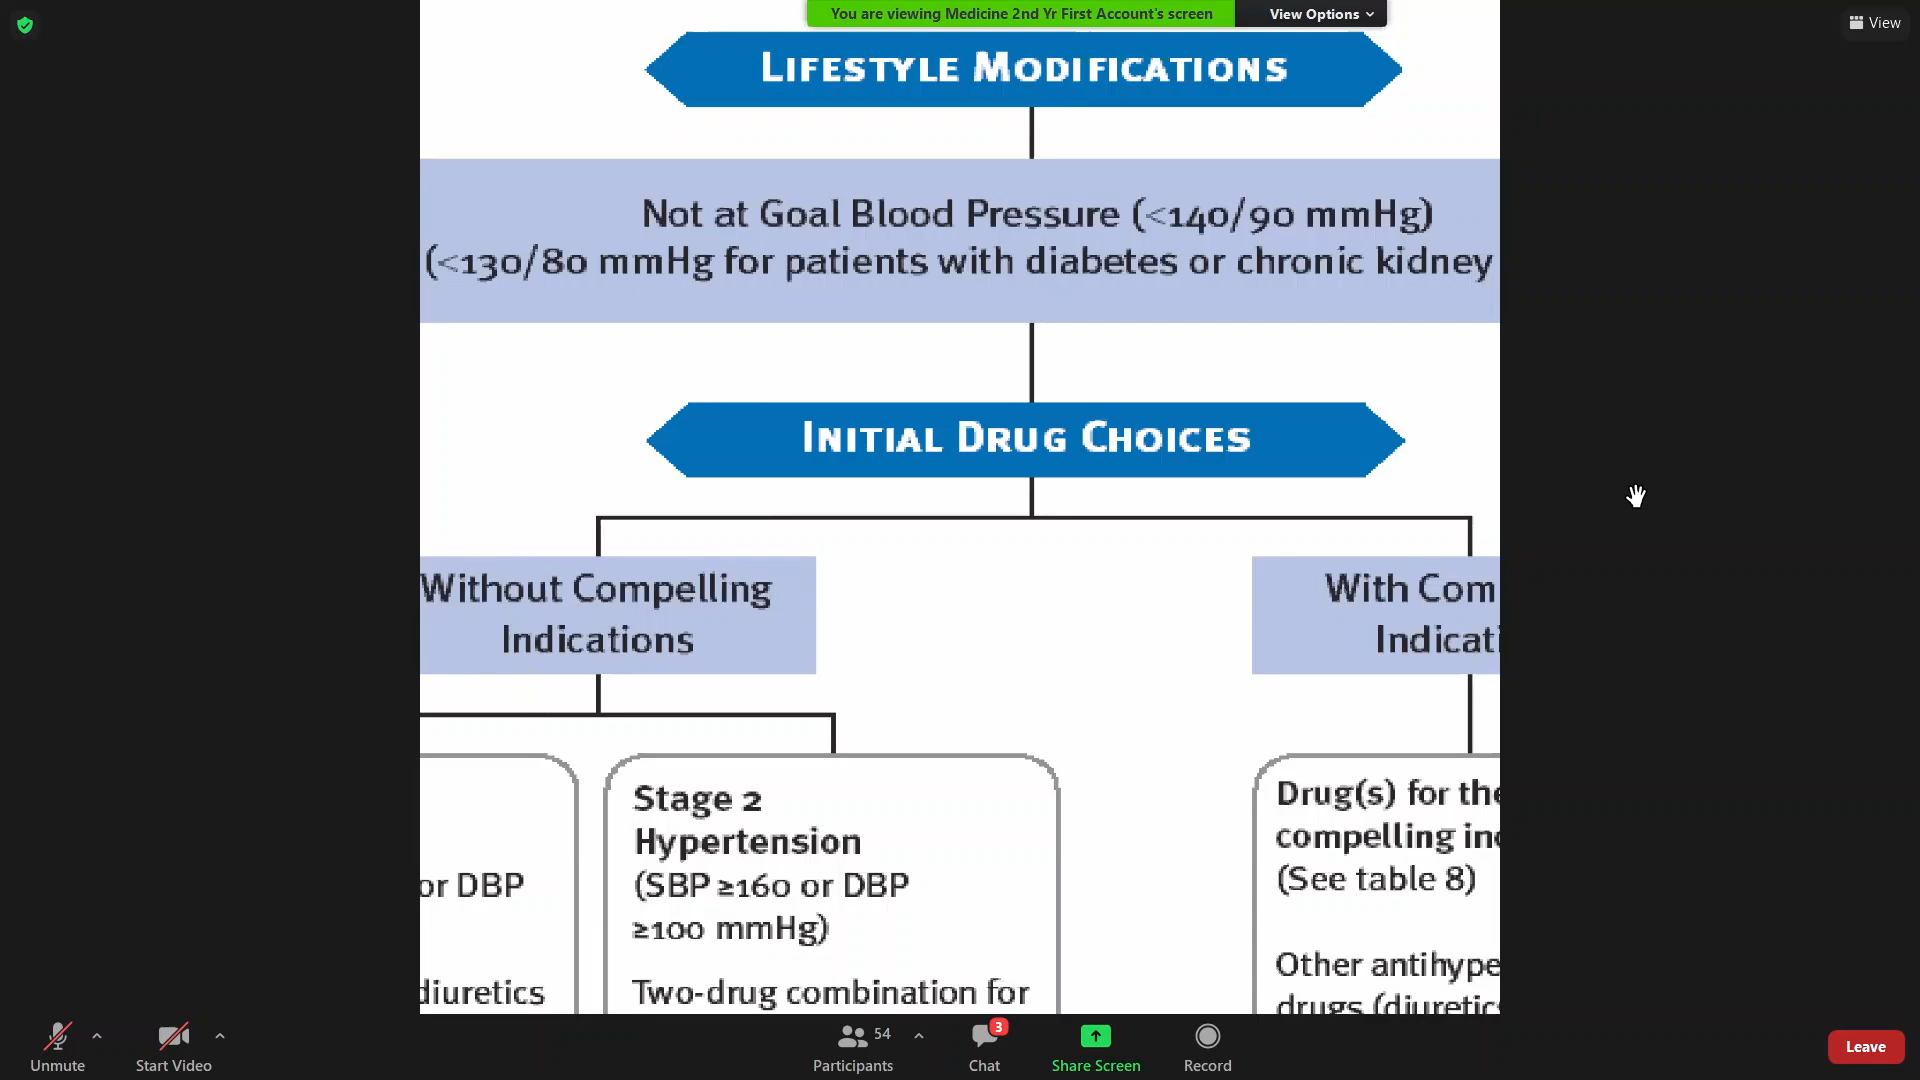 You are viewing Medicine 2nd Yr First Account's screen
View Options
View
LIFESTYLE MODIFICATIONS
Not at Goal Blood Pressure (<140/90 mmHg)
(<130/80 mmHg for patients with diabetes or chronic kidney
INITIAL DRUG CHOICES
Without Compelling
Indications
With Com
Indicati
or DBP
diuretics
Stage 2
Hypertension
(SBP ≥160 or DBP
≥100 mmHg)
Two-drug combination for
Drug(s) for the
compelling ind
(See table 8)
Other antihype
drugs (diuretics
Unmute
Start Video
54
Participants
3
Chat
Share Screen
Record
Leave